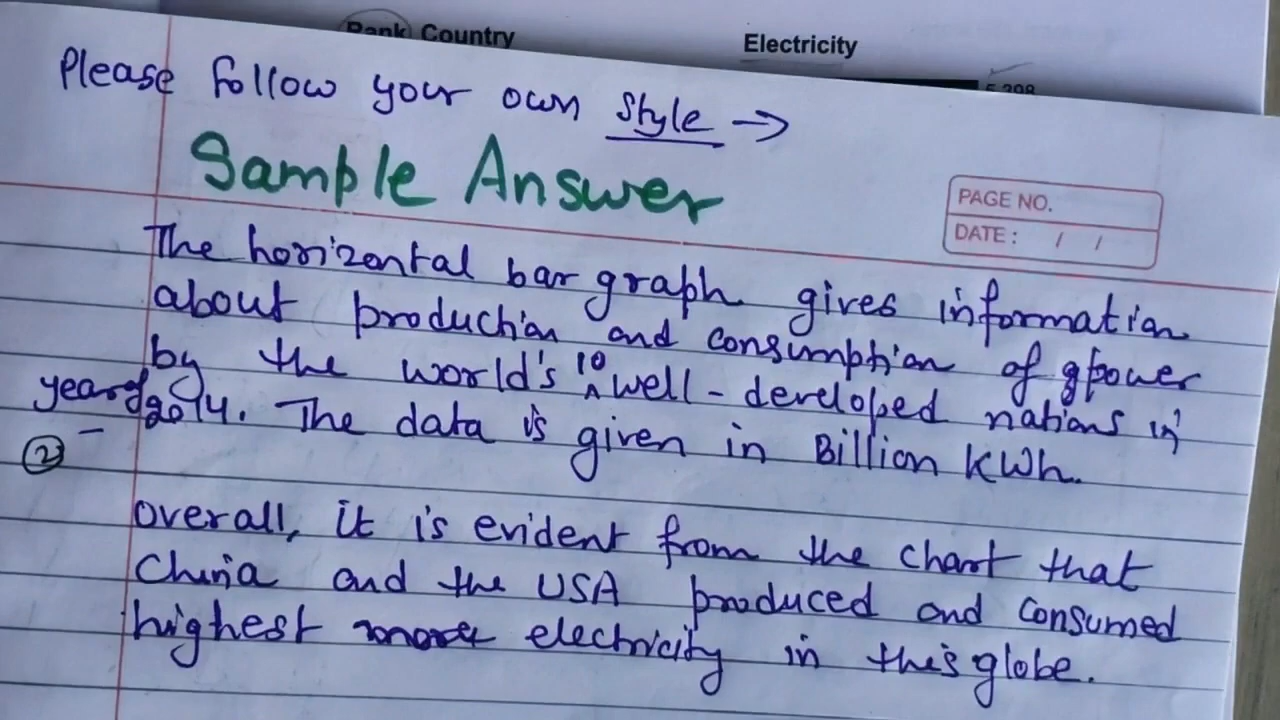 Rank Country
Electricity
5,398
Please follow your own style →
Sample Answer
PAGE NO.
DATE: / /
The horizontal bar graph gives information
about production and consumption of power
by the world's 10 well-developed nations in
year of 2014. The data is given in Billion KWh.
2
Overall, it is evident from the chart that
China and the USA produced and consumed
highest electricity in this globe.